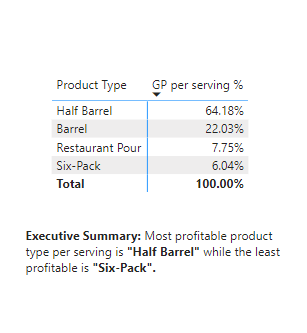 Product Type GP per serving %
Half Barrel 64.18%
Barrel 22.03%
Restaurant Pour 7.75%
Six-Pack 6.04%
Total 100.00%
Executive Summary: Most profitable product
type per serving is "Half Barrel" while the least
profitable is "Six-Pack".